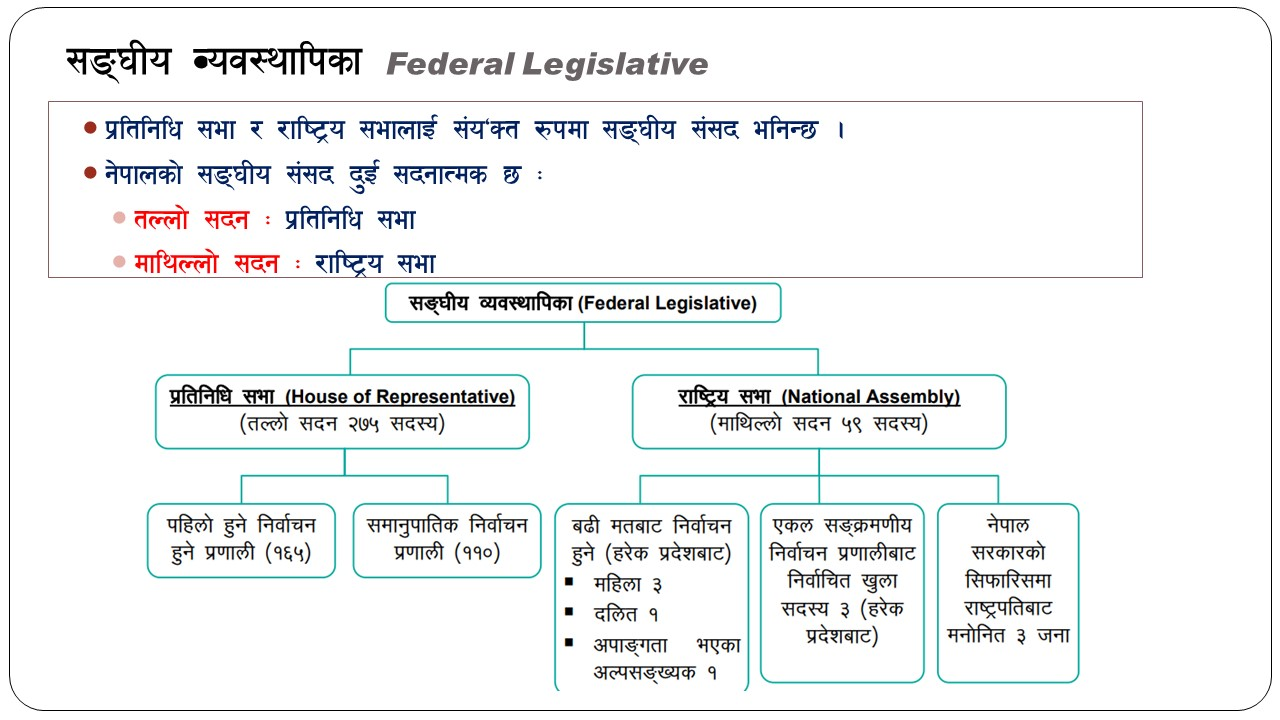 सङ्घीय ब्यवस्थापिका Federal Legislative
प्रतिनिधि सभा र राष्ट्रिय सभालाई संय‘क्त रुपमा सङ्घीय संसद भनिन्छ ।
नेपालको सङ्घीय संसद दुई सदनात्मक छ :
तल्लो सदन : प्रतिनिधि सभा
माथिल्लो सदन : राष्ट्रिय सभा
सङ्घीय व्यवस्थापिका (Federal Legislative)
प्रतिनिधि सभा (House of Representative)
(तल्लो सदन २७५ सदस्य)
राष्ट्रिय सभा (National Assembly)
(माथिल्लो सदन ५९ सदस्य)
पहिलो हुने निर्वाचन
हुने प्रणाली (१६५)
समानुपातिक निर्वाचन
प्रणाली (११०)
बढी मतबाट निर्वाचन
हुने (हरेक प्रदेशबाट)
▪ महिला ३
▪ दलित १
▪ अपाङ्गता भएका
अल्पसङ्ख्यक १
एकल सङ्क्रमणीय
निर्वाचन प्रणालीबाट
निर्वाचित खुला
सदस्य ३ (हरेक
प्रदेशबाट)
नेपाल
सरकारको
सिफारिसमा
राष्ट्रपतिबाट
मनोनित ३ जना